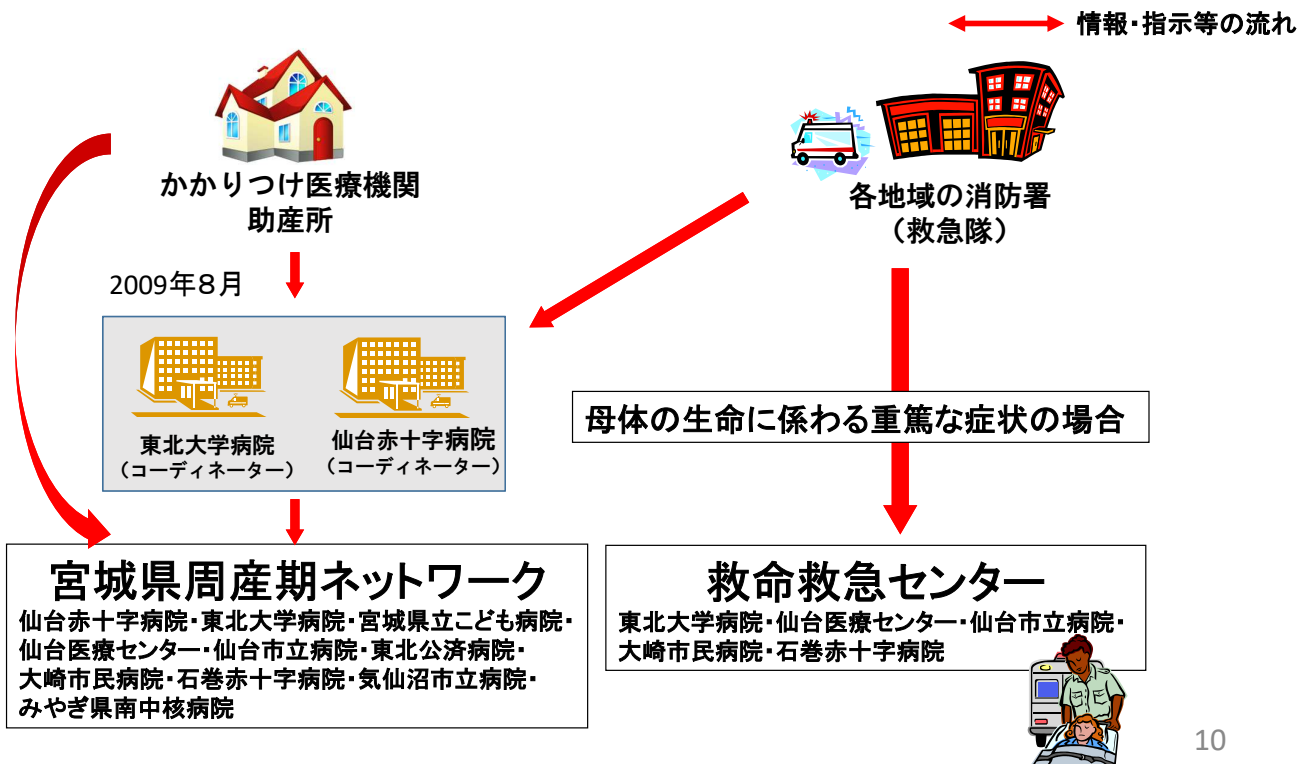 情報・指示等の流れ
かかりつけ医療機関
助産所
各地域の消防署
（救急隊）
2009年８月
東北大学病院
（コーディネーター）
仙台赤十字病院
（コーディネーター）
母体の生命に係わる重篤な症状の場合
宮城県周産期ネットワーク
仙台赤十字病院・東北大学病院・宮城県立こども病院・
仙台医療センター・仙台市立病院・東北公済病院・
大崎市民病院・石巻赤十字病院・気仙沼市立病院・
みやぎ県南中核病院
救命救急センター
東北大学病院・仙台医療センター・仙台市立病院・
大崎市民病院・石巻赤十字病院
10